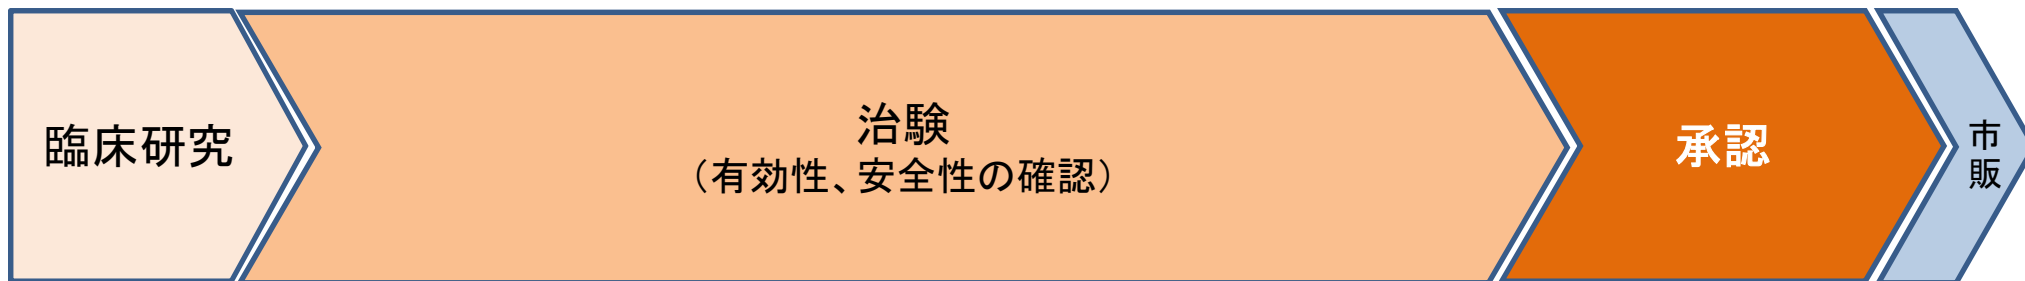 臨床研究
治験
（有効性、安全性の確認）
承認
市
販